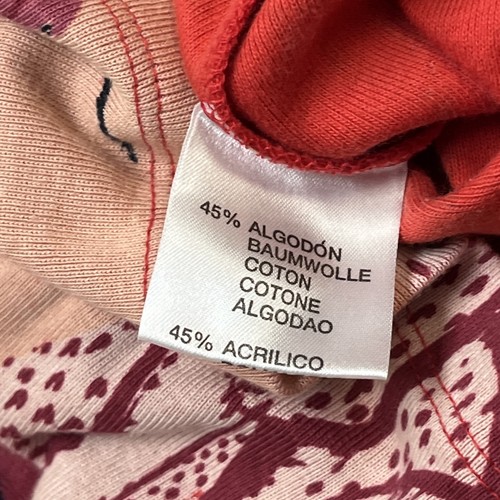 45% ALGODÓN
BAUMWOLLE
COTON
COTONE
ALGODAO
45% ACRILICO